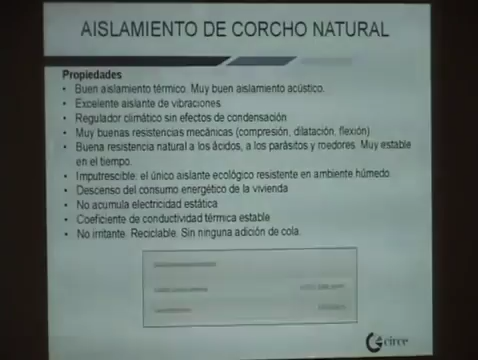 AISLAMIENTO DE CORCHO NATURAL
Propiedades
• Buen aislamiento térmico. Muy buen aislamiento acústico.
• Excelente aislante de vibraciones
• Regulador climático sin efectos de condensación
• Muy buenas resistencias mecánicas (compresión, dilatación, flexión)
• Buena resistencia natural a los ácidos, a los parásitos y roedores. Muy estable
en el tiempo.
• Imputrescible: el único aislante ecológico resistente en ambiente húmedo.
• Descenso del consumo energético de la vivienda
• No acumula electricidad estática
• Coeficiente de conductividad térmica estable
• No irritante. Reciclable. Sin ninguna adición de cola.
circe